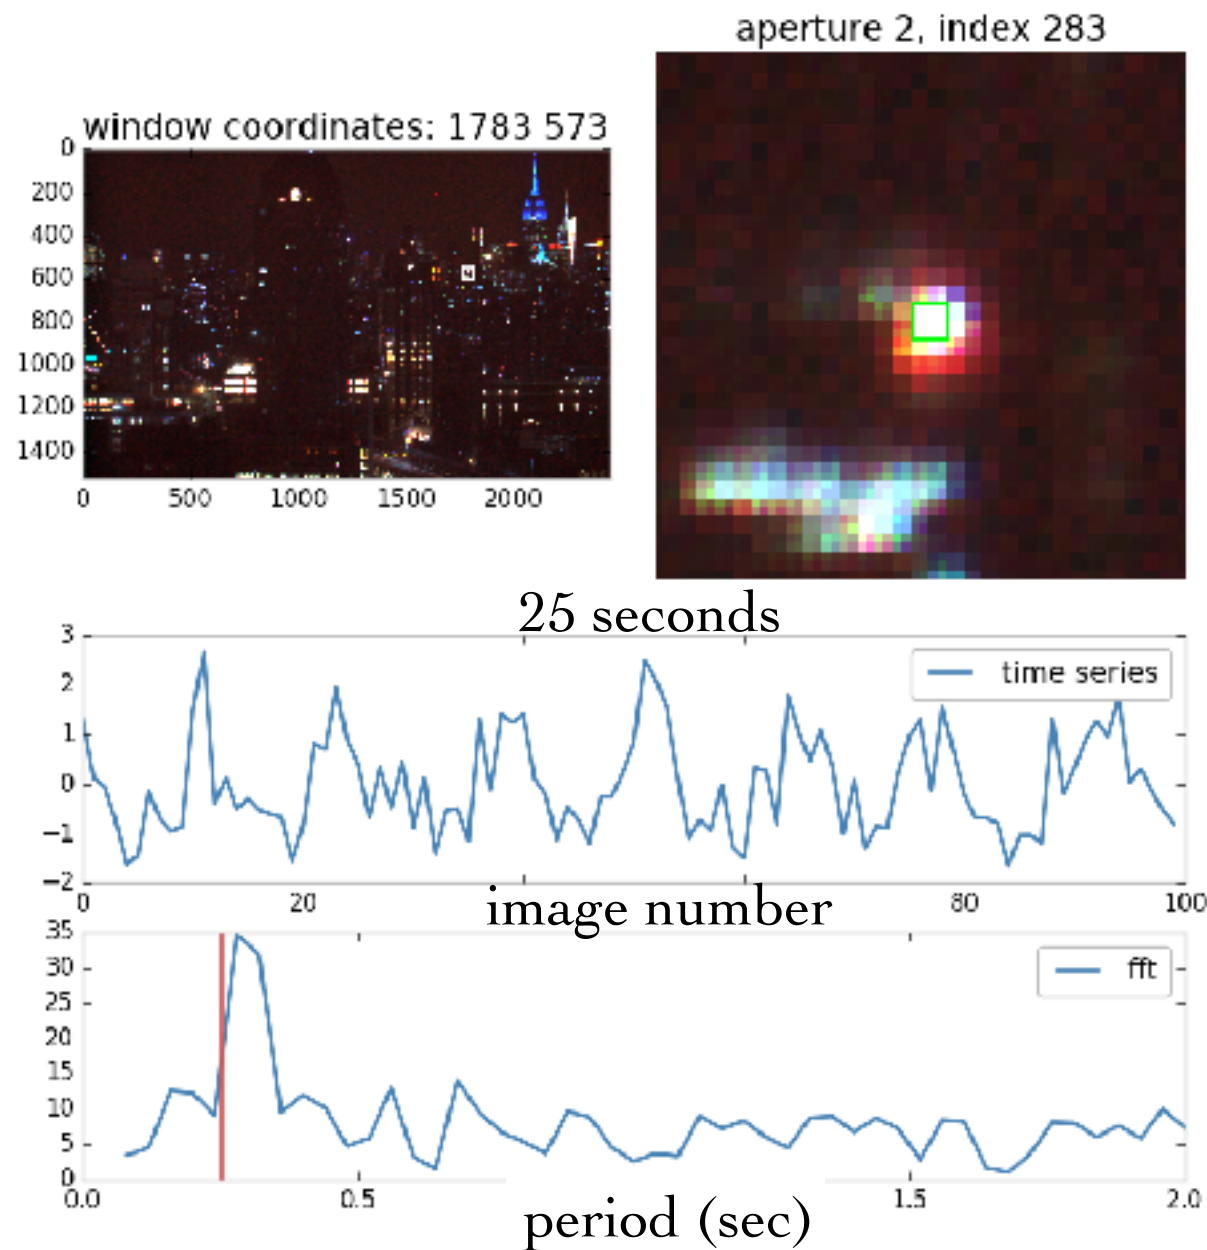 aperture 2, index 283
window coordinates: 1783 573
0
200
400
600
800
1000
1200
1400
0 500 1000 1500 2000
25 seconds
3
2
1
0
−1
−2
time series
0 20 image number 80 100
35
30
25
20
15
10
5
0
fft
0.0 0.5 1.5 2.0
period (sec)